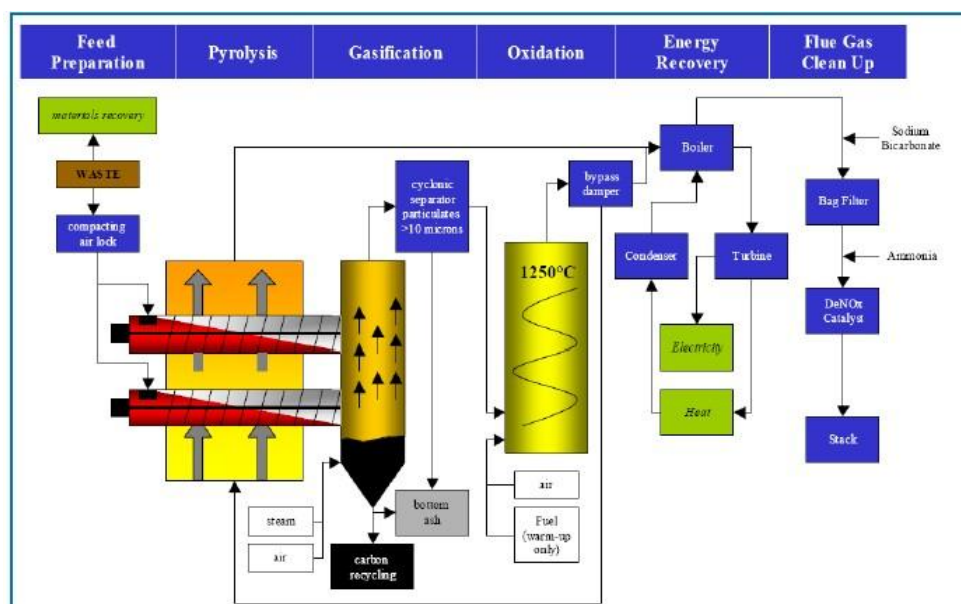 Feed
Preparation
Pyrolysis
Gasification
Oxidation
Energy
Recovery
Flue Gas
Clean Up
materials recovery
WASTE
compacting
air lock
cyclonic
separator
particulates
>10 microns
bypass
damper
Boiler
Sodium
Bicarbonate
Bag Filter
Condenser
Turbine
Ammonia
1250°C
DeNOx
Catalyst
Electricity
Heat
Stack
steam
air
bottom
ash
carbon
recycling
air
Fuel
(warm-up
only)